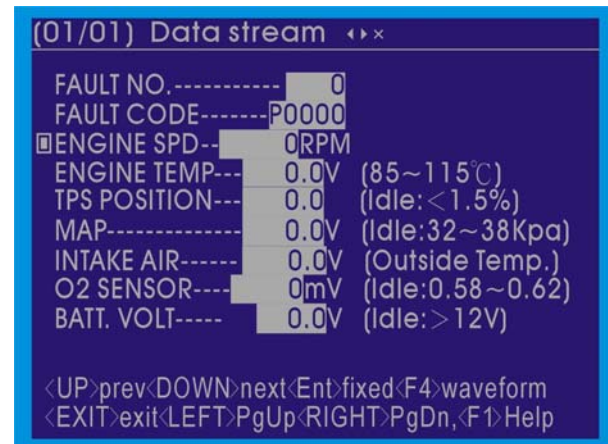 (01/01) Data stream ◂▸×
FAULT NO.----------- 0
FAULT CODE-------P0000
ENGINE SPD-- 0RPM
ENGINE TEMP--- 0.0V (85~115℃)
TPS POSITION--- 0.0 (Idle:<1.5%)
MAP------------- 0.0V (Idle:32~38Kpa)
INTAKE AIR------ 0.0V (Outside Temp.)
O2 SENSOR---- 0mV (Idle:0.58~0.62)
BATT. VOLT----- 0.0V (Idle:>12V)
<UP>prev<DOWN>next<Ent>fixed<F4>waveform
<EXIT>exit<LEFT>PgUp<RIGHT>PgDn,<F1>Help